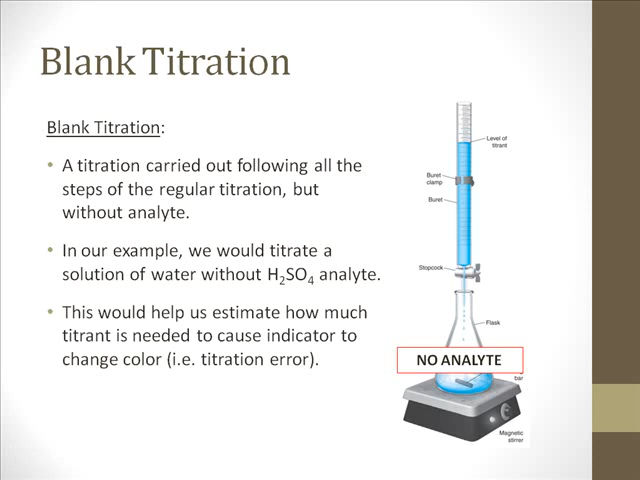 Blank Titration
Blank Titration:
• A titration carried out following all the
steps of the regular titration, but
without analyte.
• In our example, we would titrate a
solution of water without H₂SO₄ analyte.
• This would help us estimate how much
titrant is needed to cause indicator to
change color (i.e. titration error).
Level of
titrant
Buret
clamp
Buret
Stopcock
Flask
NO ANALYTE
bar
Magnetic
stirrer